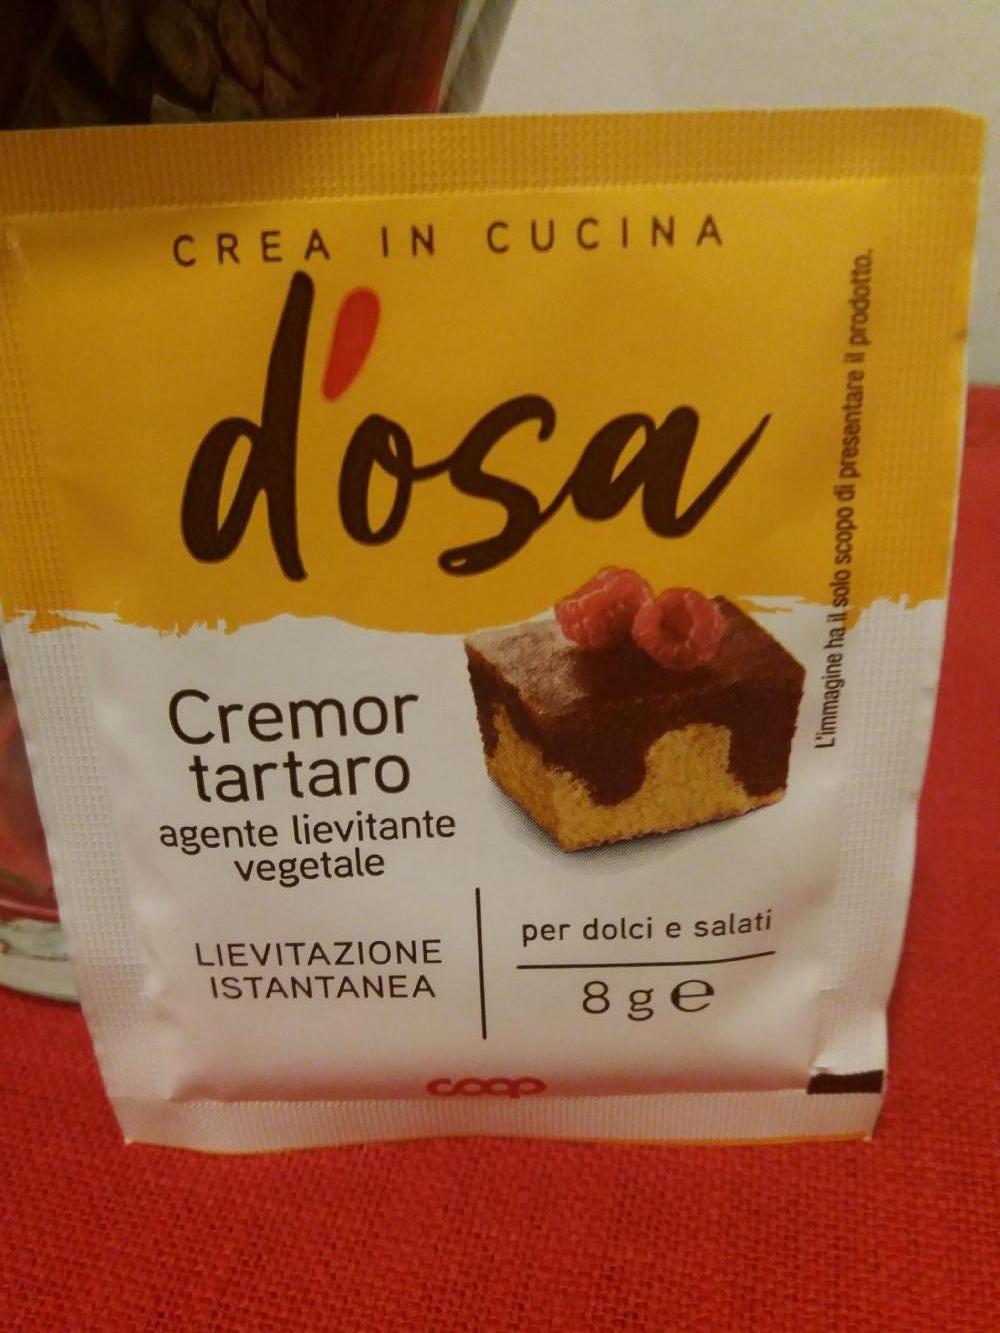 CREA IN CUCINA
d'osa
L'immagine ha il solo scopo di presentare il prodotto.
Cremor
tartaro
agente lievitante
vegetale
LIEVITAZIONE
ISTANTANEA
per dolci e salati
8 g e
coop